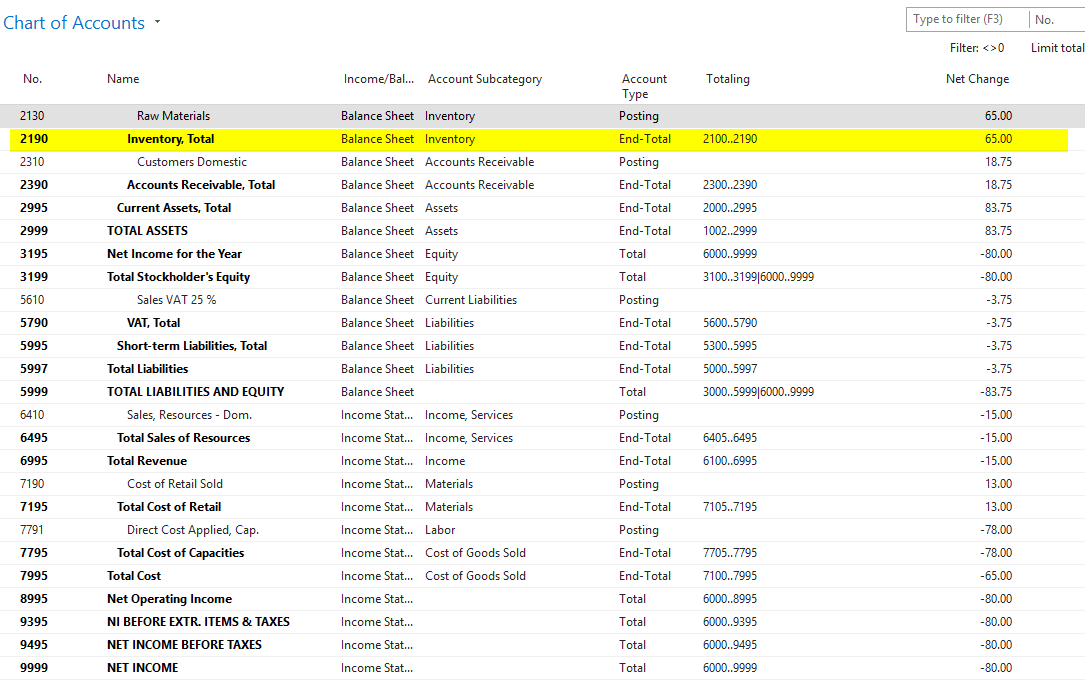 Chart of Accounts
Type to filter (F3) No.
Filter: <>0 Limit total
No. Name Income/Bal... Account Subcategory Account Type Totaling Net Change
2130 Raw Materials Balance Sheet Inventory Posting 65.00
2190 Inventory, Total Balance Sheet Inventory End-Total 2100..2190 65.00
2310 Customers Domestic Balance Sheet Accounts Receivable Posting 18.75
2390 Accounts Receivable, Total Balance Sheet Accounts Receivable End-Total 2300..2390 18.75
2995 Current Assets, Total Balance Sheet Assets End-Total 2000..2995 83.75
2999 TOTAL ASSETS Balance Sheet Assets End-Total 1002..2999 83.75
3195 Net Income for the Year Balance Sheet Equity Total 6000..9999 -80.00
3199 Total Stockholder's Equity Balance Sheet Equity Total 3100..3199|6000..9999 -80.00
5610 Sales VAT 25 % Balance Sheet Current Liabilities Posting -3.75
5790 VAT, Total Balance Sheet Liabilities End-Total 5600..5790 -3.75
5995 Short-term Liabilities, Total Balance Sheet Liabilities End-Total 5300..5995 -3.75
5997 Total Liabilities Balance Sheet Liabilities End-Total 5000..5997 -3.75
5999 TOTAL LIABILITIES AND EQUITY Balance Sheet Total 3000..5999|6000..9999 -83.75
6410 Sales, Resources - Dom. Income Stat... Income, Services Posting -15.00
6495 Total Sales of Resources Income Stat... Income, Services End-Total 6405..6495 -15.00
6995 Total Revenue Income Stat... Income End-Total 6100..6995 -15.00
7190 Cost of Retail Sold Income Stat... Materials Posting 13.00
7195 Total Cost of Retail Income Stat... Materials End-Total 7105..7195 13.00
7791 Direct Cost Applied, Cap. Income Stat... Labor Posting -78.00
7795 Total Cost of Capacities Income Stat... Cost of Goods Sold End-Total 7705..7795 -78.00
7995 Total Cost Income Stat... Cost of Goods Sold End-Total 7100..7995 -65.00
8995 Net Operating Income Income Stat... Total 6000..8995 -80.00
9395 NI BEFORE EXTR. ITEMS & TAXES Income Stat... Total 6000..9395 -80.00
9495 NET INCOME BEFORE TAXES Income Stat... Total 6000..9495 -80.00
9999 NET INCOME Income Stat... Total 6000..9999 -80.00